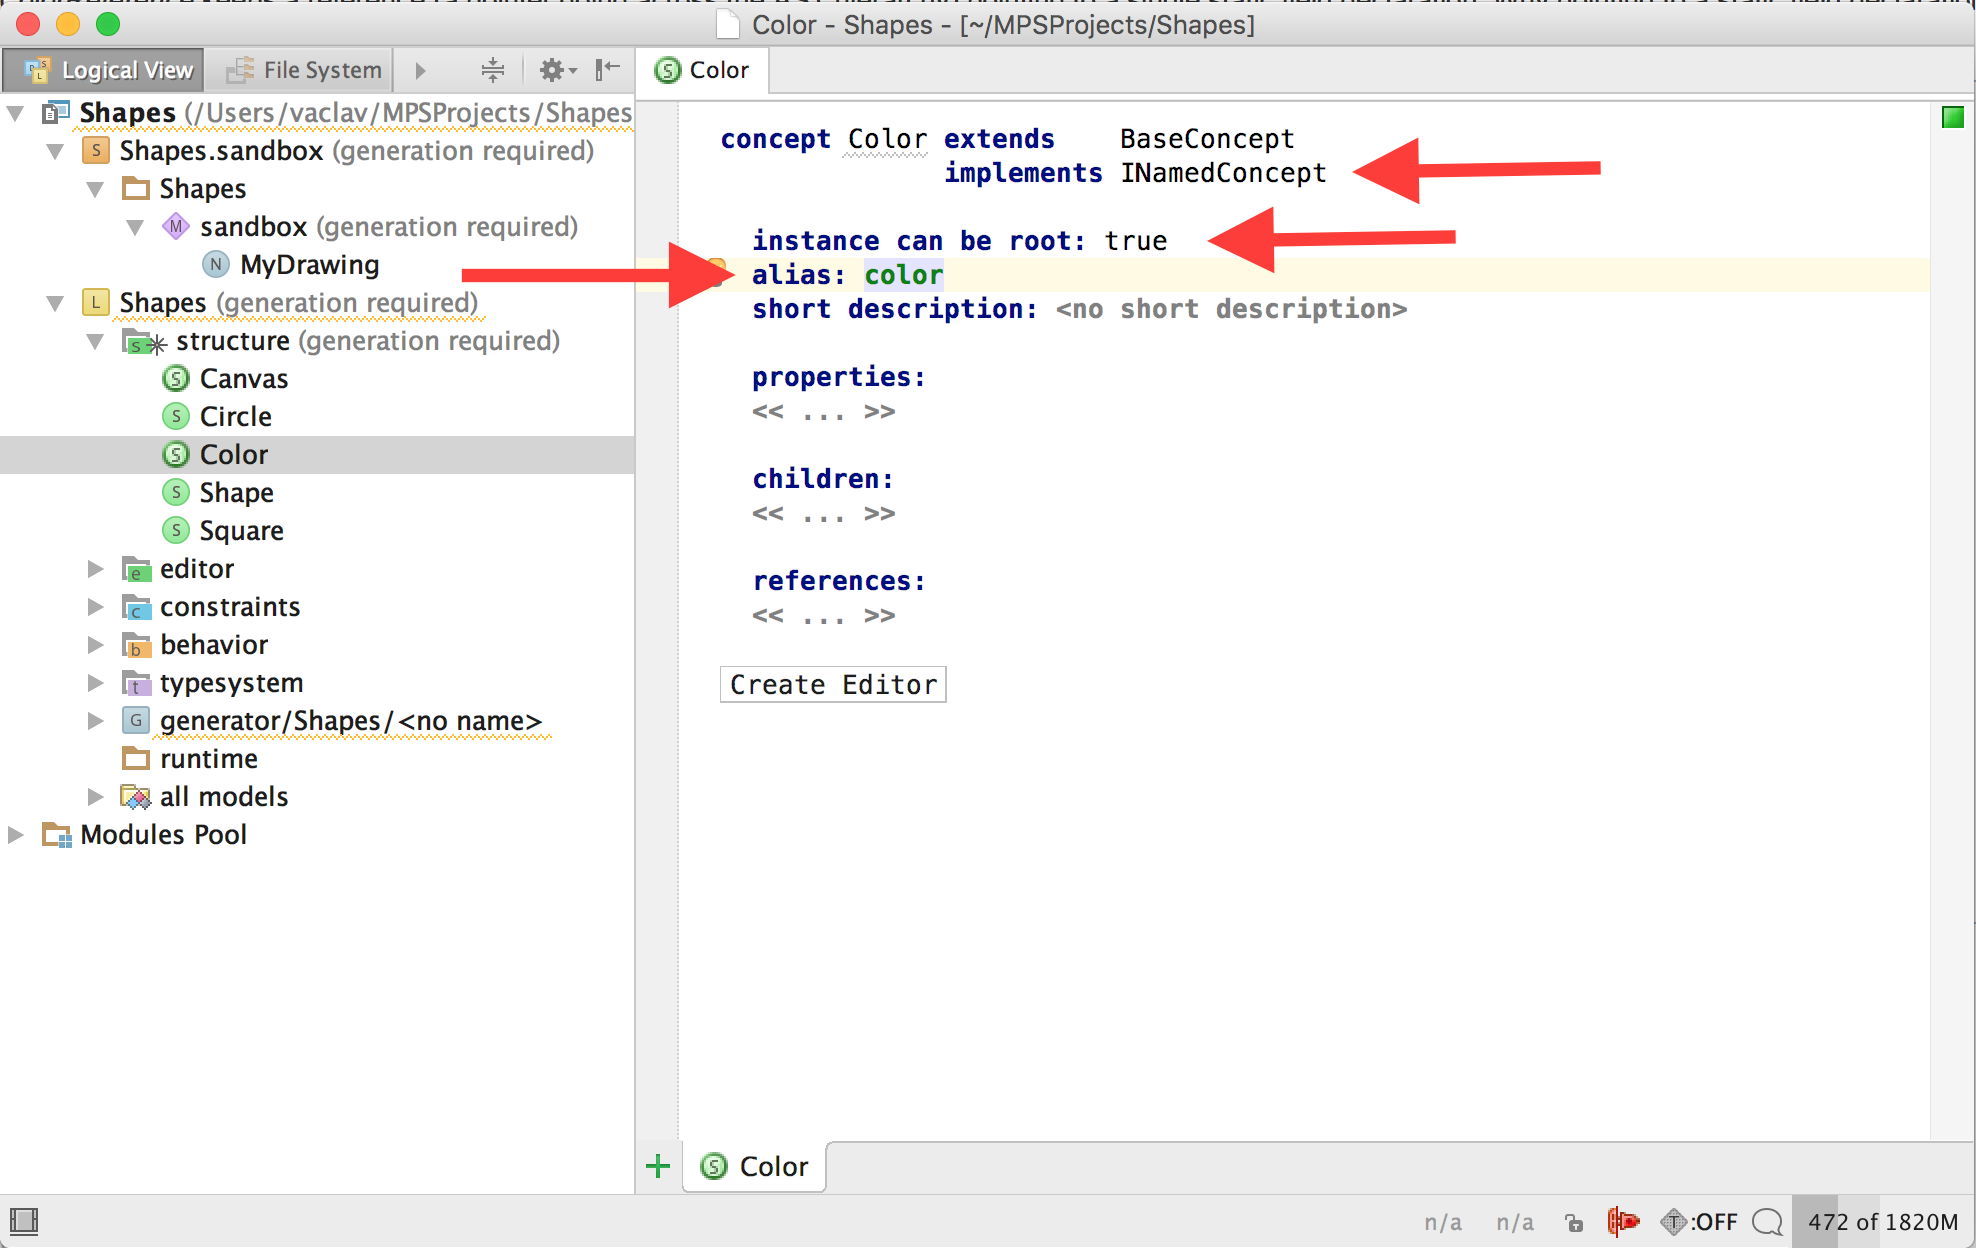 Color - Shapes - [~/MPSProjects/Shapes]
Logical View
File System
Color
Shapes (/Users/vaclav/MPSProjects/Shapes
Shapes.sandbox (generation required)
Shapes
sandbox (generation required)
MyDrawing
Shapes (generation required)
structure (generation required)
Canvas
Circle
Color
Shape
Square
editor
constraints
behavior
typesystem
generator/Shapes/<no name>
runtime
all models
Modules Pool
concept Color extends BaseConcept
implements INamedConcept
instance can be root: true
alias: color
short description: <no short description>
properties:
<< ... >>
children:
<< ... >>
references:
<< ... >>
Create Editor
Color
n/a n/a T :OFF 472 of 1820M